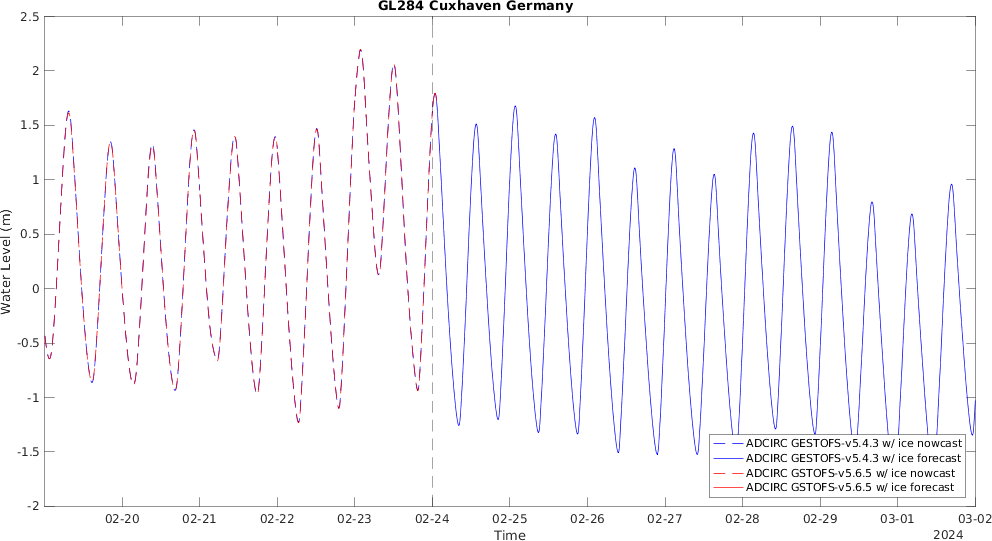 GL284 Cuxhaven Germany
Water Level (m)
2.5
2
1.5
1
0.5
0
-0.5
-1
-1.5
-2
ADCIRC GESTOFS-v5.4.3 w/ ice nowcast
ADCIRC GESTOFS-v5.4.3 w/ ice forecast
ADCIRC GSTOFS-v5.6.5 w/ ice nowcast
ADCIRC GSTOFS-v5.6.5 w/ ice forecast
02-20 02-21 02-22 02-23 02-24 02-25 02-26 02-27 02-28 02-29 03-01 03-02
Time
2024